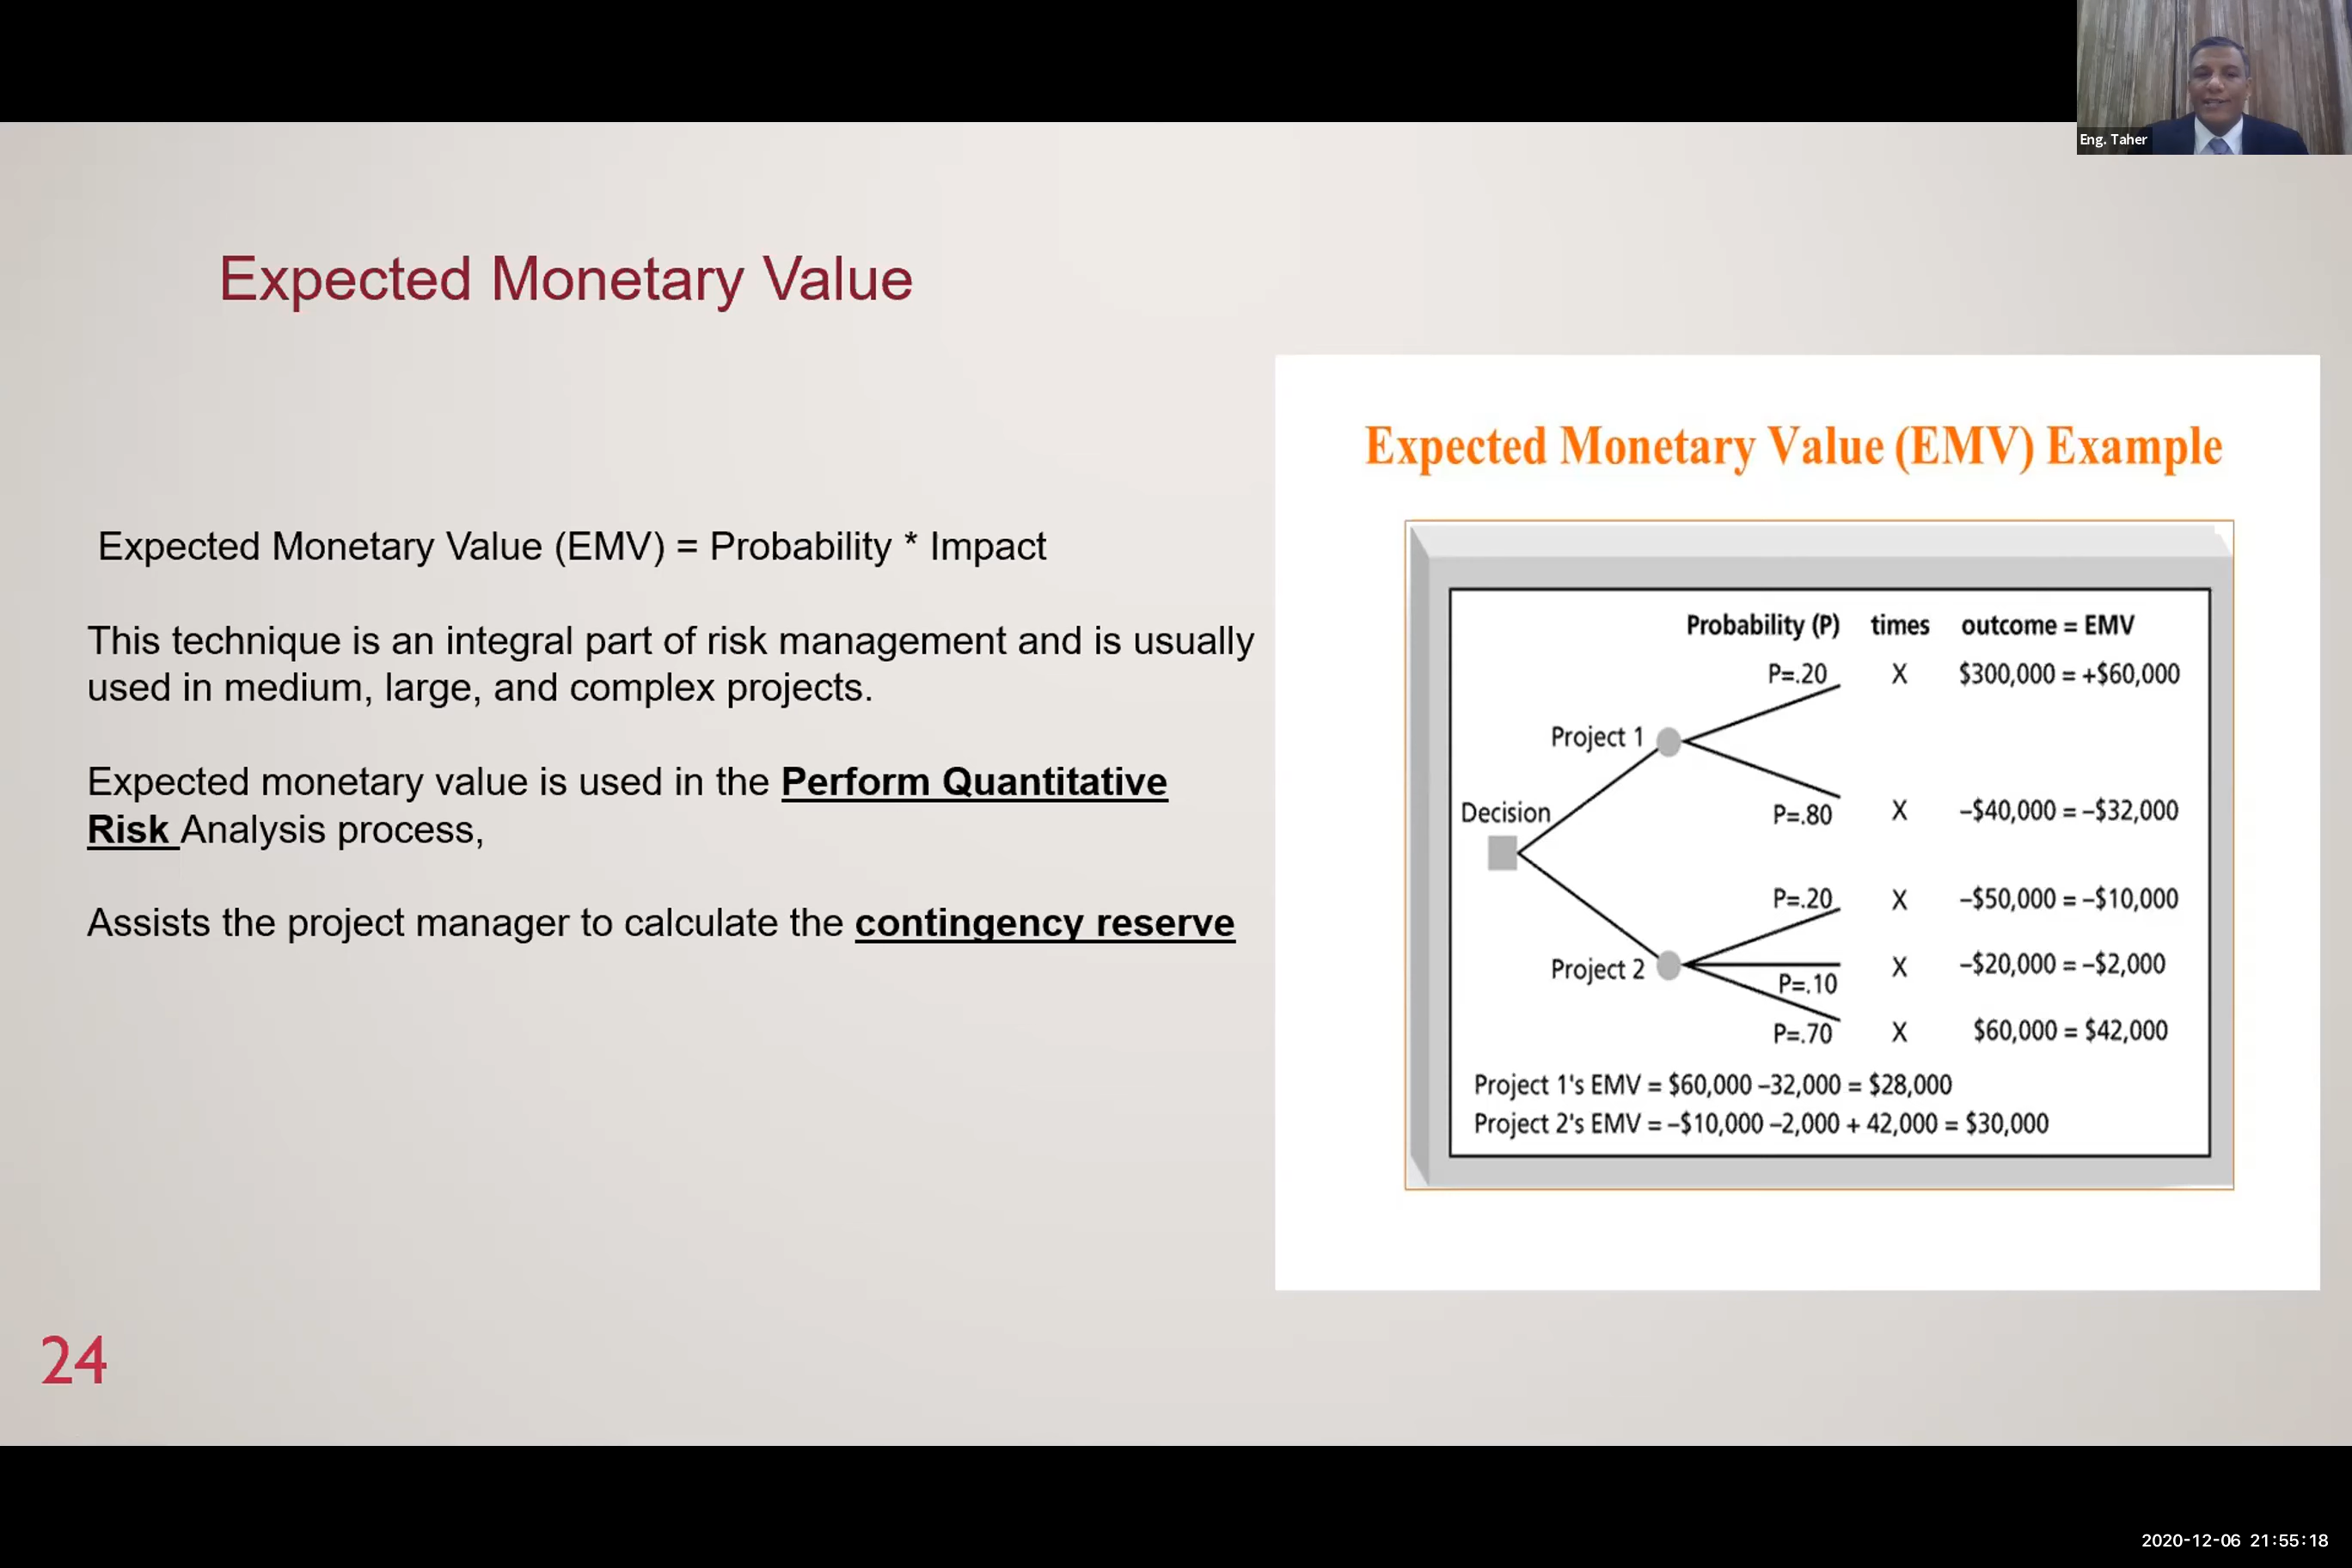 Eng. Taher
Expected Monetary Value
Expected Monetary Value (EMV) = Probability * Impact
This technique is an integral part of risk management and is usually
used in medium, large, and complex projects.
Expected monetary value is used in the Perform Quantitative
Risk Analysis process,
Assists the project manager to calculate the contingency reserve
Expected Monetary Value (EMV) Example
Probability (P) times outcome = EMV
P=.20 X $300,000 = +$60,000
Project 1
P=.80 X –$40,000 = –$32,000
Decision
P=.20 X –$50,000 = –$10,000
Project 2
P=.10 X –$20,000 = –$2,000
P=.70 X $60,000 = $42,000
Project 1's EMV = $60,000 –32,000 = $28,000
Project 2's EMV = –$10,000 –2,000 + 42,000 = $30,000
24
2020-12-06 21:55:18